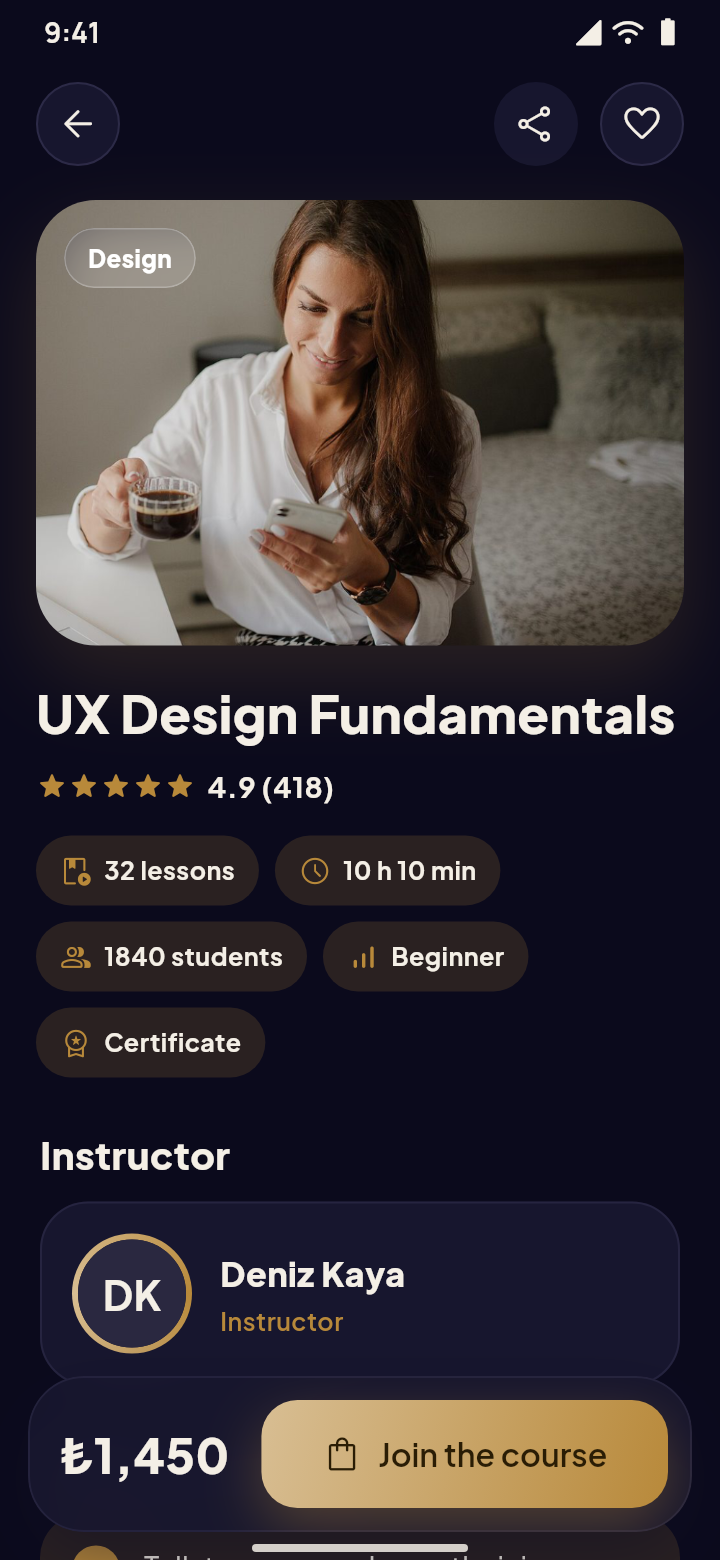 9:41
Design
UX Design Fundamentals
4.9 (418)
32 lessons
10 h 10 min
1840 students
Beginner
Certificate
Instructor
DK
Deniz Kaya
Instructor
₺1,450
Join the course